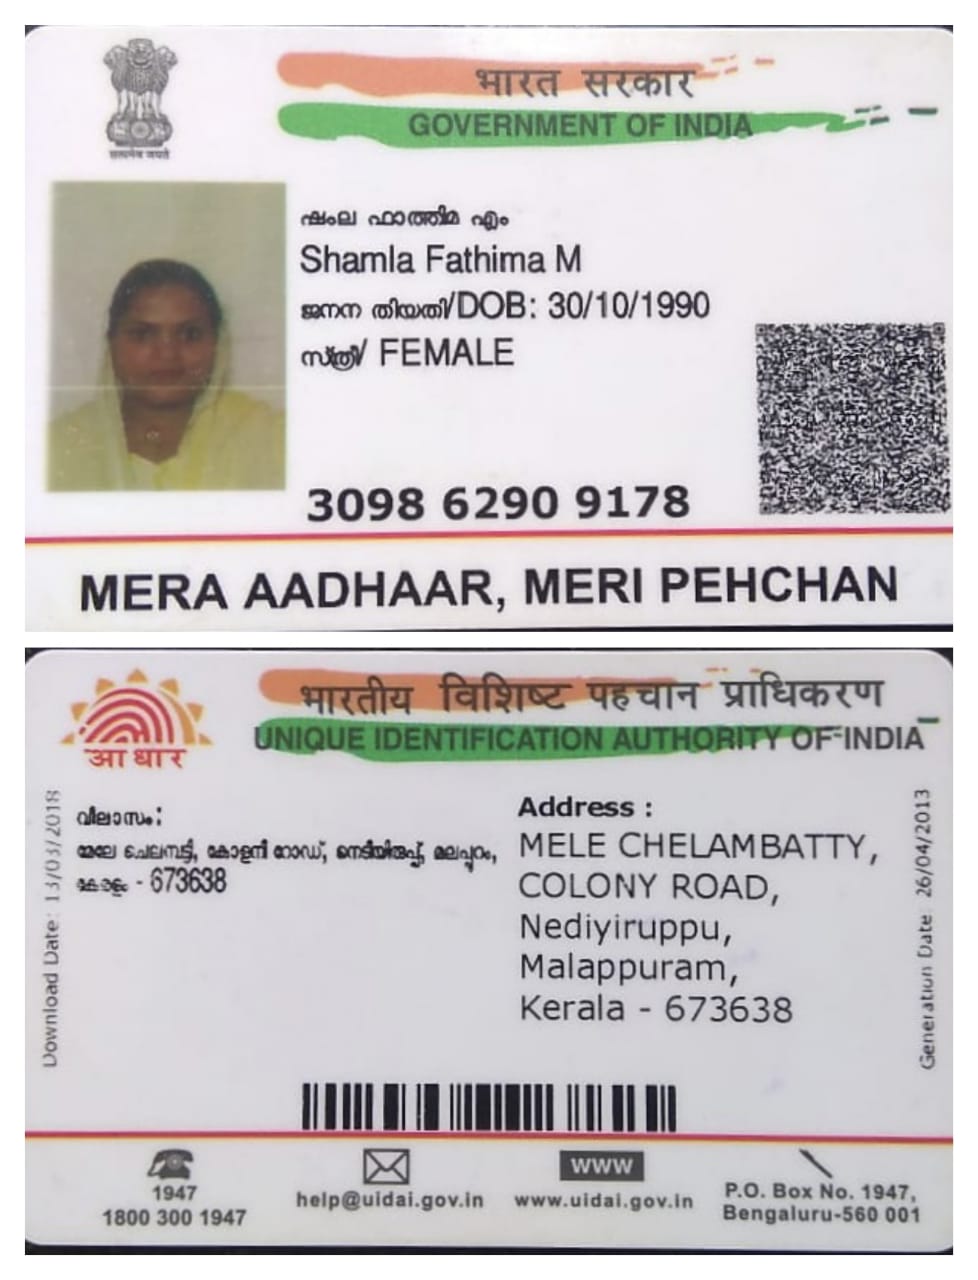 सत्यमेव जयते
भारत सरकार
GOVERNMENT OF INDIA
ഷംല ഫാത്തിമ എം
Shamla Fathima M
ജനന തിയതി/DOB: 30/10/1990
സ്ത്രീ/ FEMALE
3098 6290 9178
MERA AADHAAR, MERI PEHCHAN
भारतीय विशिष्ट पहचान प्राधिकरण
UNIQUE IDENTIFICATION AUTHORITY OF INDIA
आधार
Download Date: 13/03/2018
വിലാസം:
മേലേ ചെലമ്പട്ടി, കോളനി റോഡ്, നെടിയിരുപ്പ്, മലപ്പുറം,
കേരളം - 673638
Address :
MELE CHELAMBATTY,
COLONY ROAD,
Nediyiruppu,
Malappuram,
Kerala - 673638
Generation Date: 26/04/2013
1947
1800 300 1947
help@uidai.gov.in
www
www.uidai.gov.in
P.O. Box No. 1947,
Bengaluru-560 001